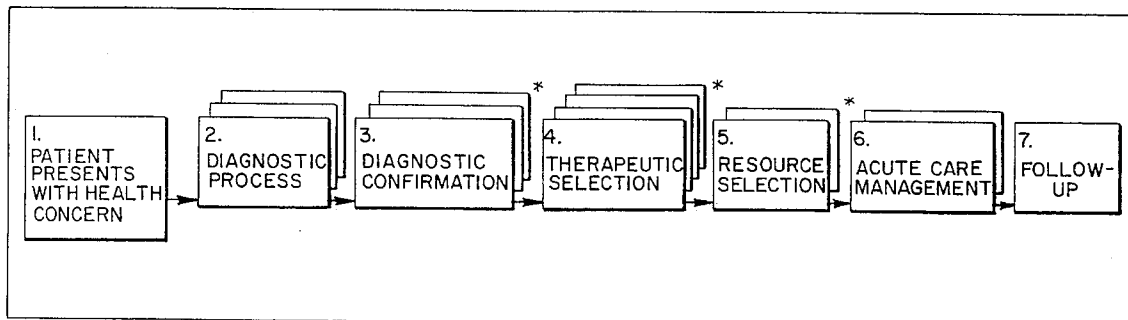 1.
PATIENT
PRESENTS
WITH HEALTH
CONCERN
2.
DIAGNOSTIC
PROCESS
3.
DIAGNOSTIC
CONFIRMATION
*
4.
THERAPEUTIC
SELECTION
*
5.
RESOURCE
SELECTION
*
6.
ACUTE CARE
MANAGEMENT
7.
FOLLOW-
UP